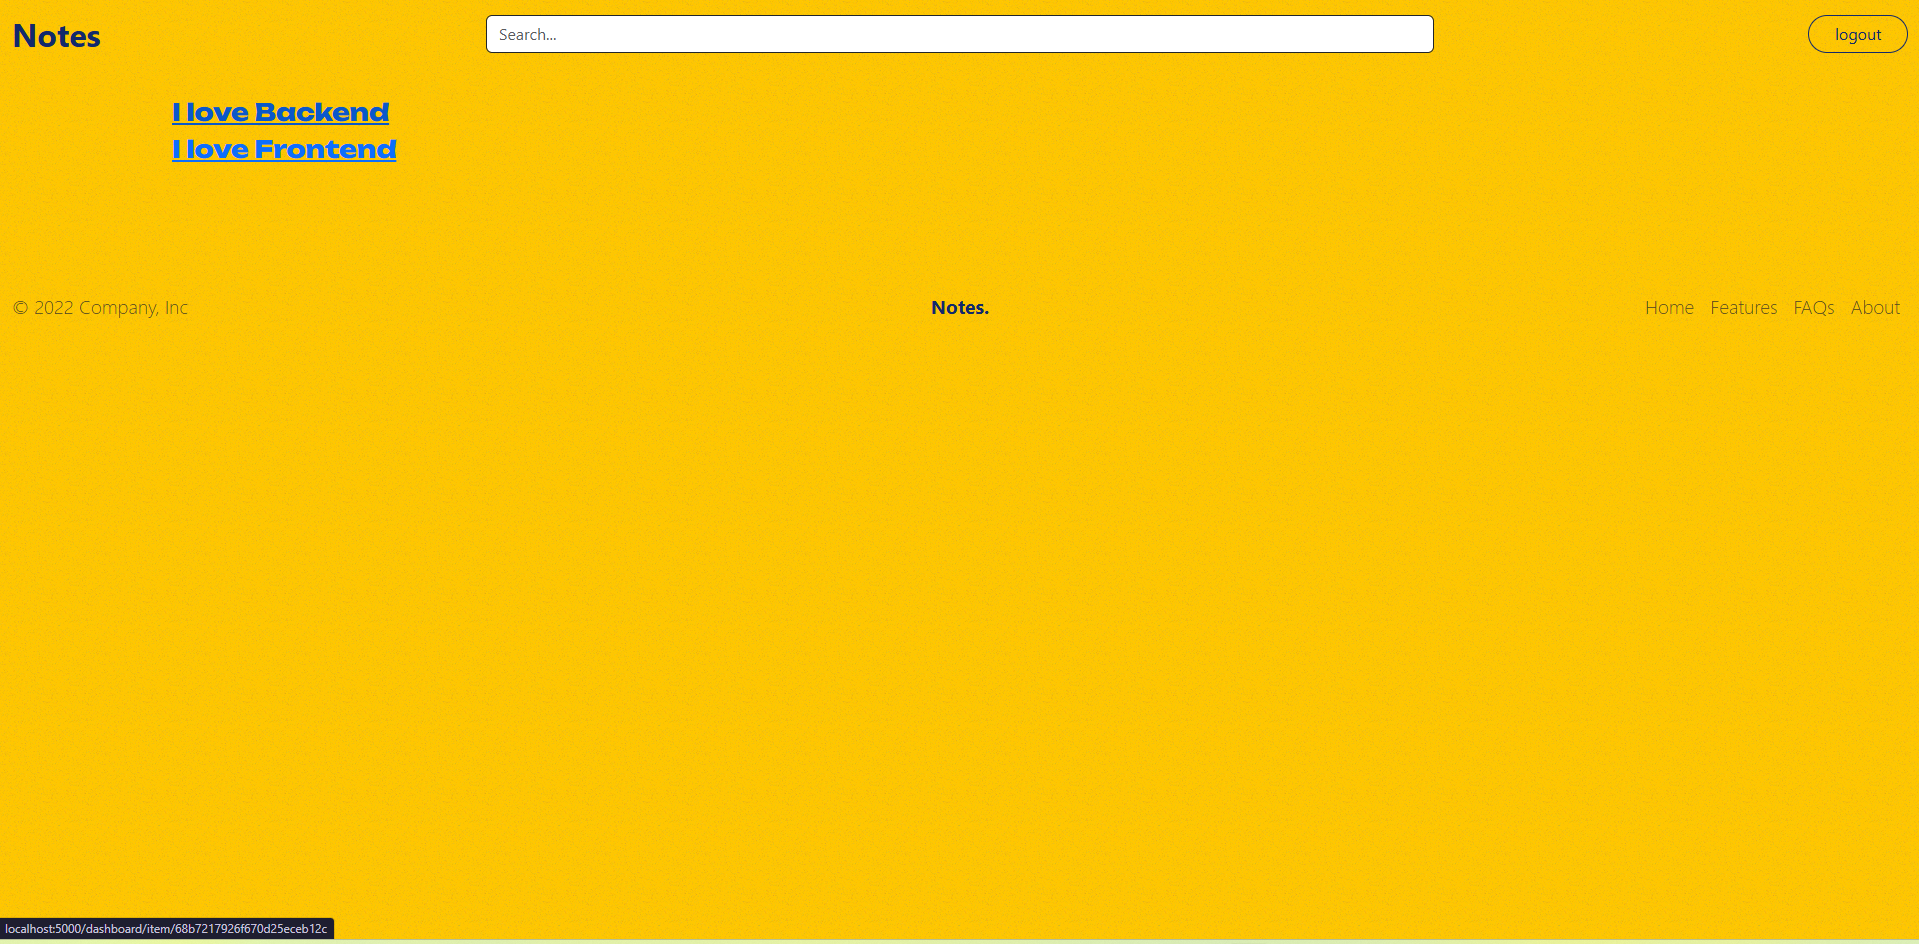 Notes
Search...
logout
I love Backend
I love Frontend
© 2022 Company, Inc
Notes.
Home Features FAQs About
localhost:5000/dashboard/item/68b7217926f670d25eceb12c